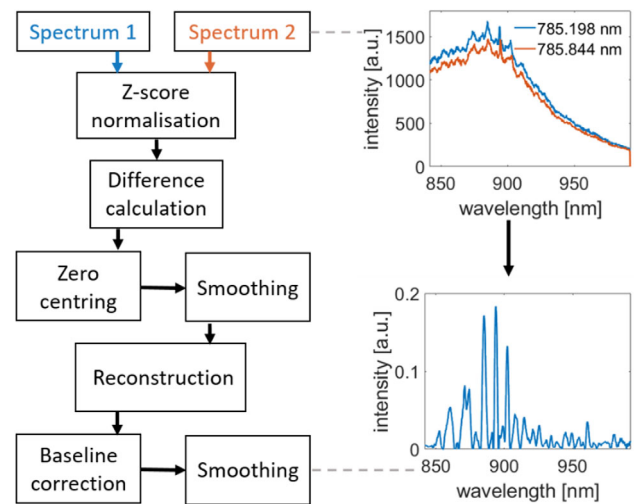 Spectrum 1
Spectrum 2
Z-score
normalisation
Difference
calculation
Zero
centring
Smoothing
Reconstruction
Baseline
correction
Smoothing
intensity [a.u.]
1500
1000
500
0
785.198 nm
785.844 nm
850
900
950
wavelength [nm]
intensity [a.u.]
0.2
0.1
0
850
900
950
wavelength [nm]